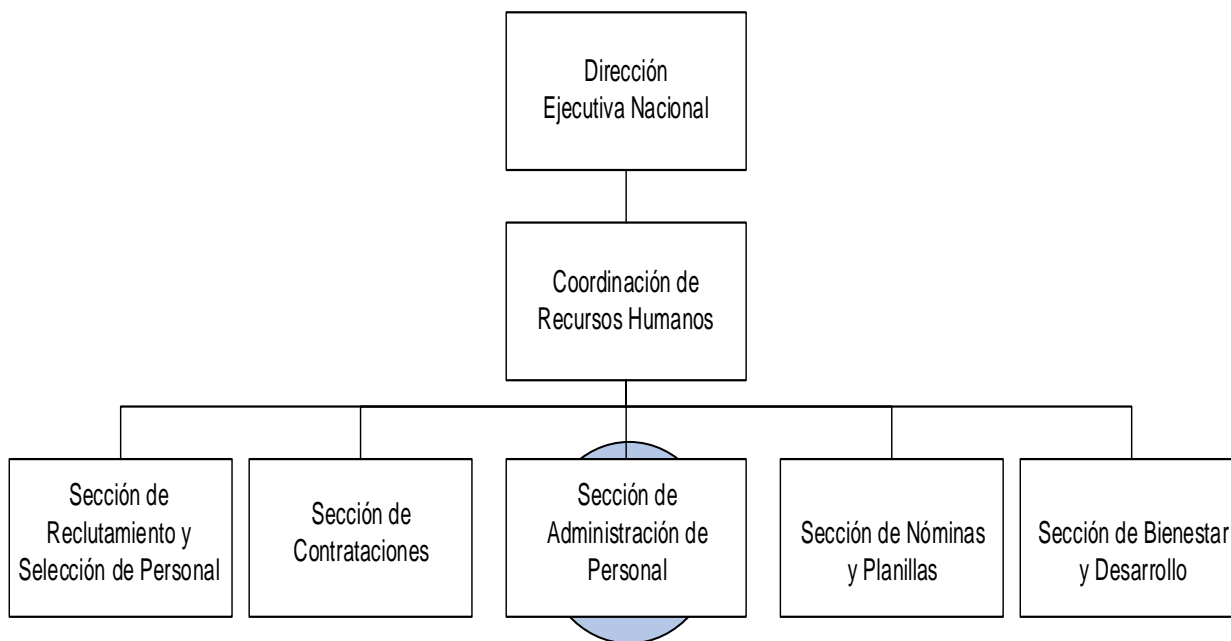 Dirección
Ejecutiva Nacional
Coordinación de
Recursos Humanos
Sección de
Reclutamiento y
Selección de Personal
Sección de
Contrataciones
Sección de
Administración de
Personal
Sección de Nóminas
y Planillas
Sección de Bienestar
y Desarrollo